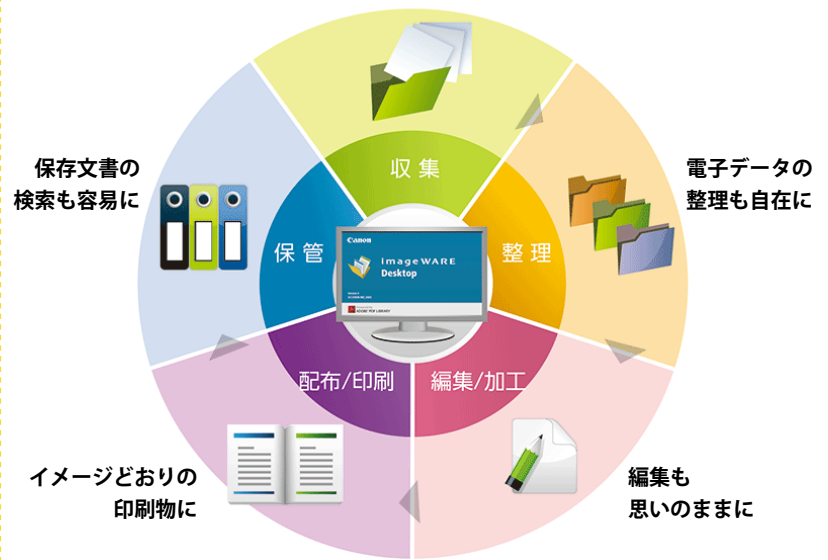 収集
保存文書の
検索も容易に
電子データの
整理も自在に
保管
整理
Canon
imageWARE
Desktop
ADOBE PDF LIBRARY
配布/印刷
編集/加工
イメージどおりの
印刷物に
編集も
思いのままに